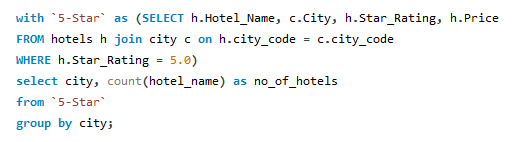 with `5-Star` as (SELECT h.Hotel_Name, c.City, h.Star_Rating, h.Price
FROM hotels h join city c on h.city_code = c.city_code
WHERE h.Star_Rating = 5.0)
select city, count(hotel_name) as no_of_hotels
from `5-Star`
group by city;